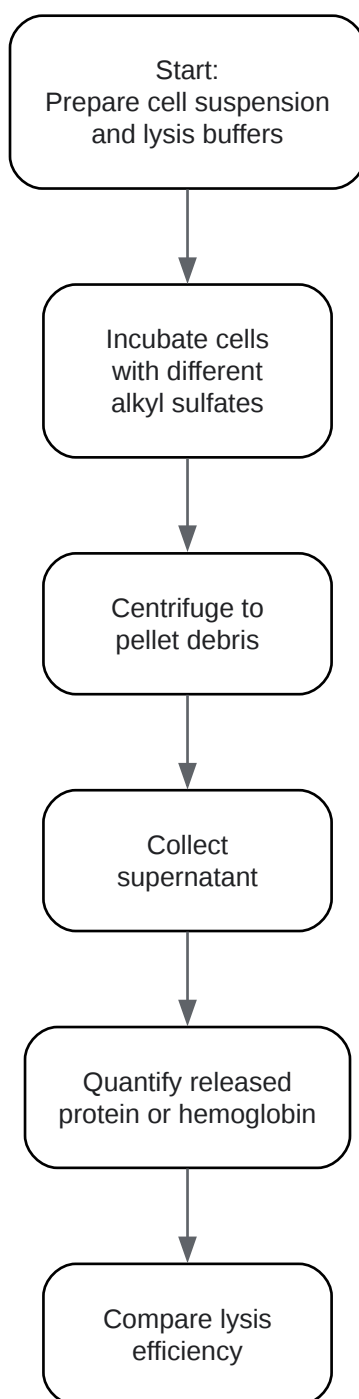 Start:
Prepare cell suspension
and lysis buffers
Incubate cells
with different
alkyl sulfates
Centrifuge to
pellet debris
Collect
supernatant
Quantify released
protein or hemoglobin
Compare lysis
efficiency